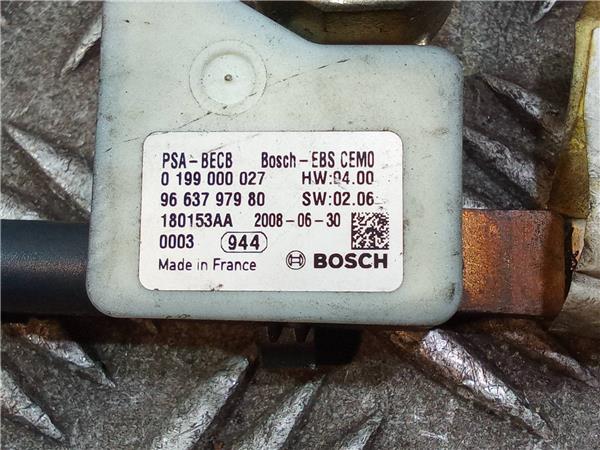 PSA-BECB Bosch-EBS CEM0
0 199 000 027 HW:04.00
96 637 979 80 SW:02.06
180153AA 2008-06-30
0003 944
Made in France BOSCH